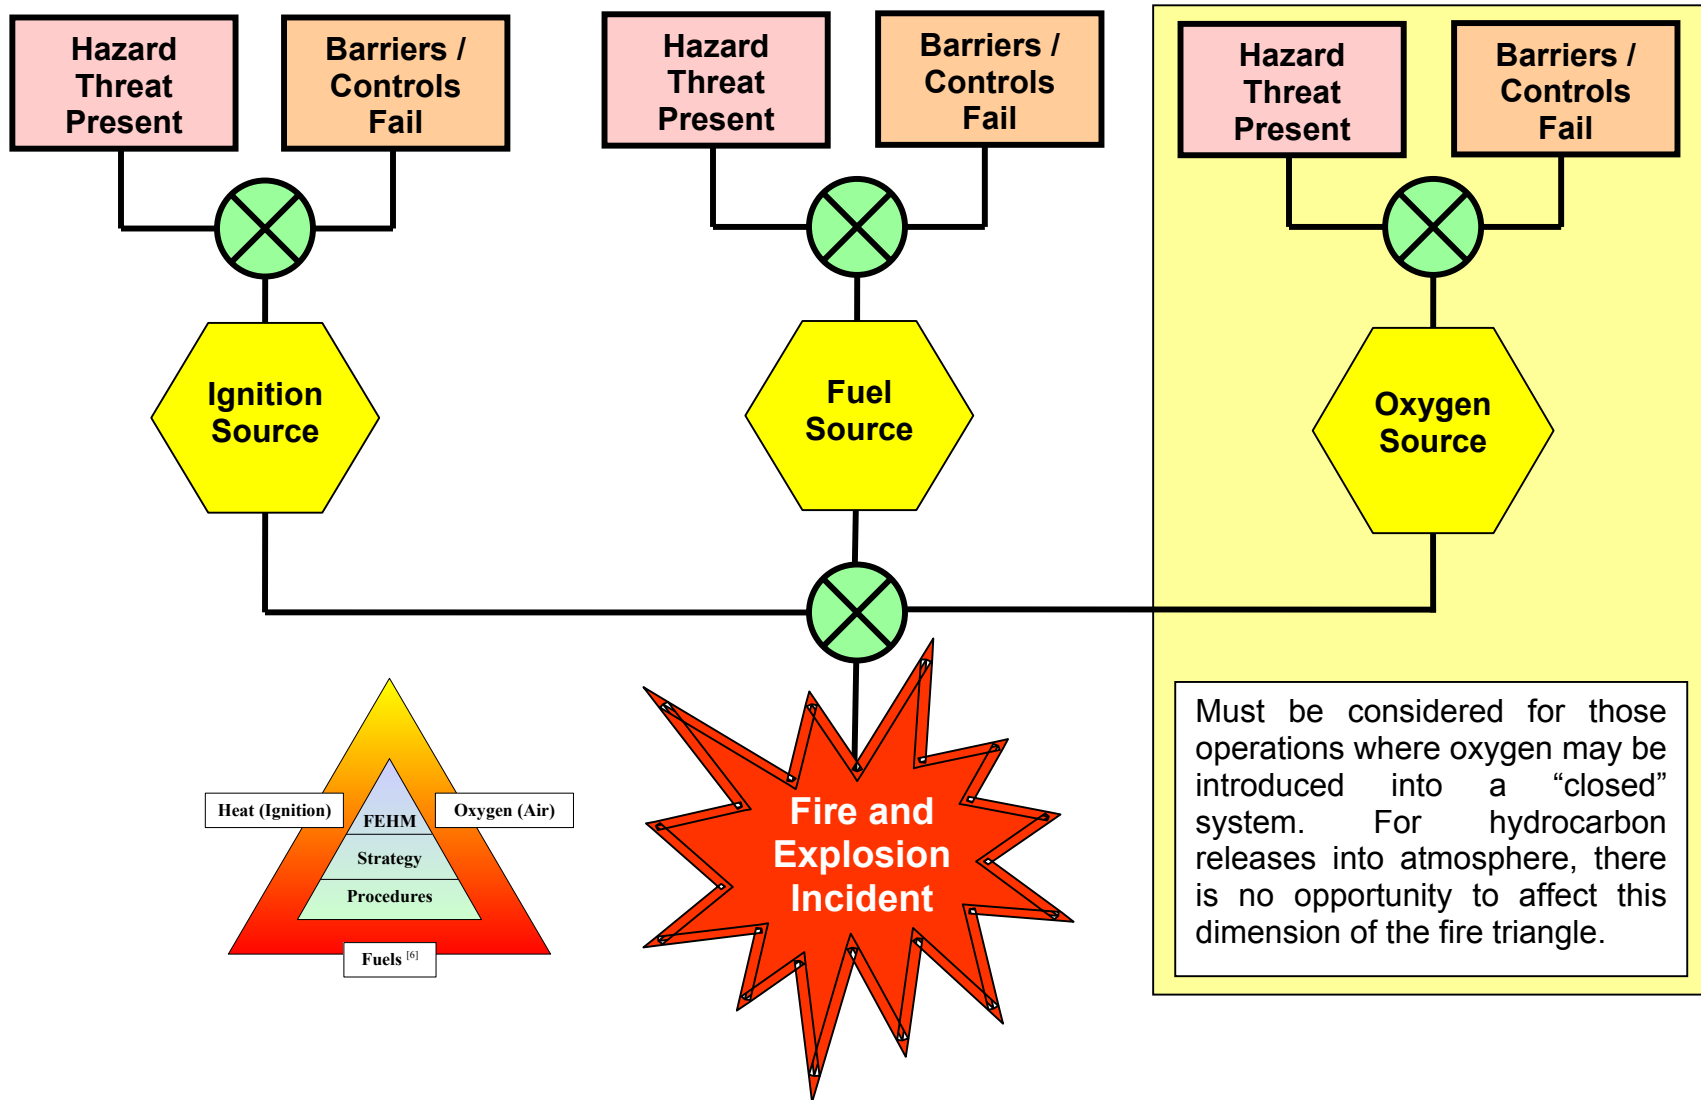 Hazard
Threat
Present
Barriers /
Controls
Fail
Hazard
Threat
Present
Barriers /
Controls
Fail
Hazard
Threat
Present
Barriers /
Controls
Fail
Ignition
Source
Fuel
Source
Oxygen
Source
Heat (Ignition)
Oxygen (Air)
FEHM
Strategy
Procedures
Fuels [6]
Fire and
Explosion
Incident
Must be considered for those
operations where oxygen may be
introduced into a “closed”
system. For hydrocarbon
releases into atmosphere, there
is no opportunity to affect this
dimension of the fire triangle.